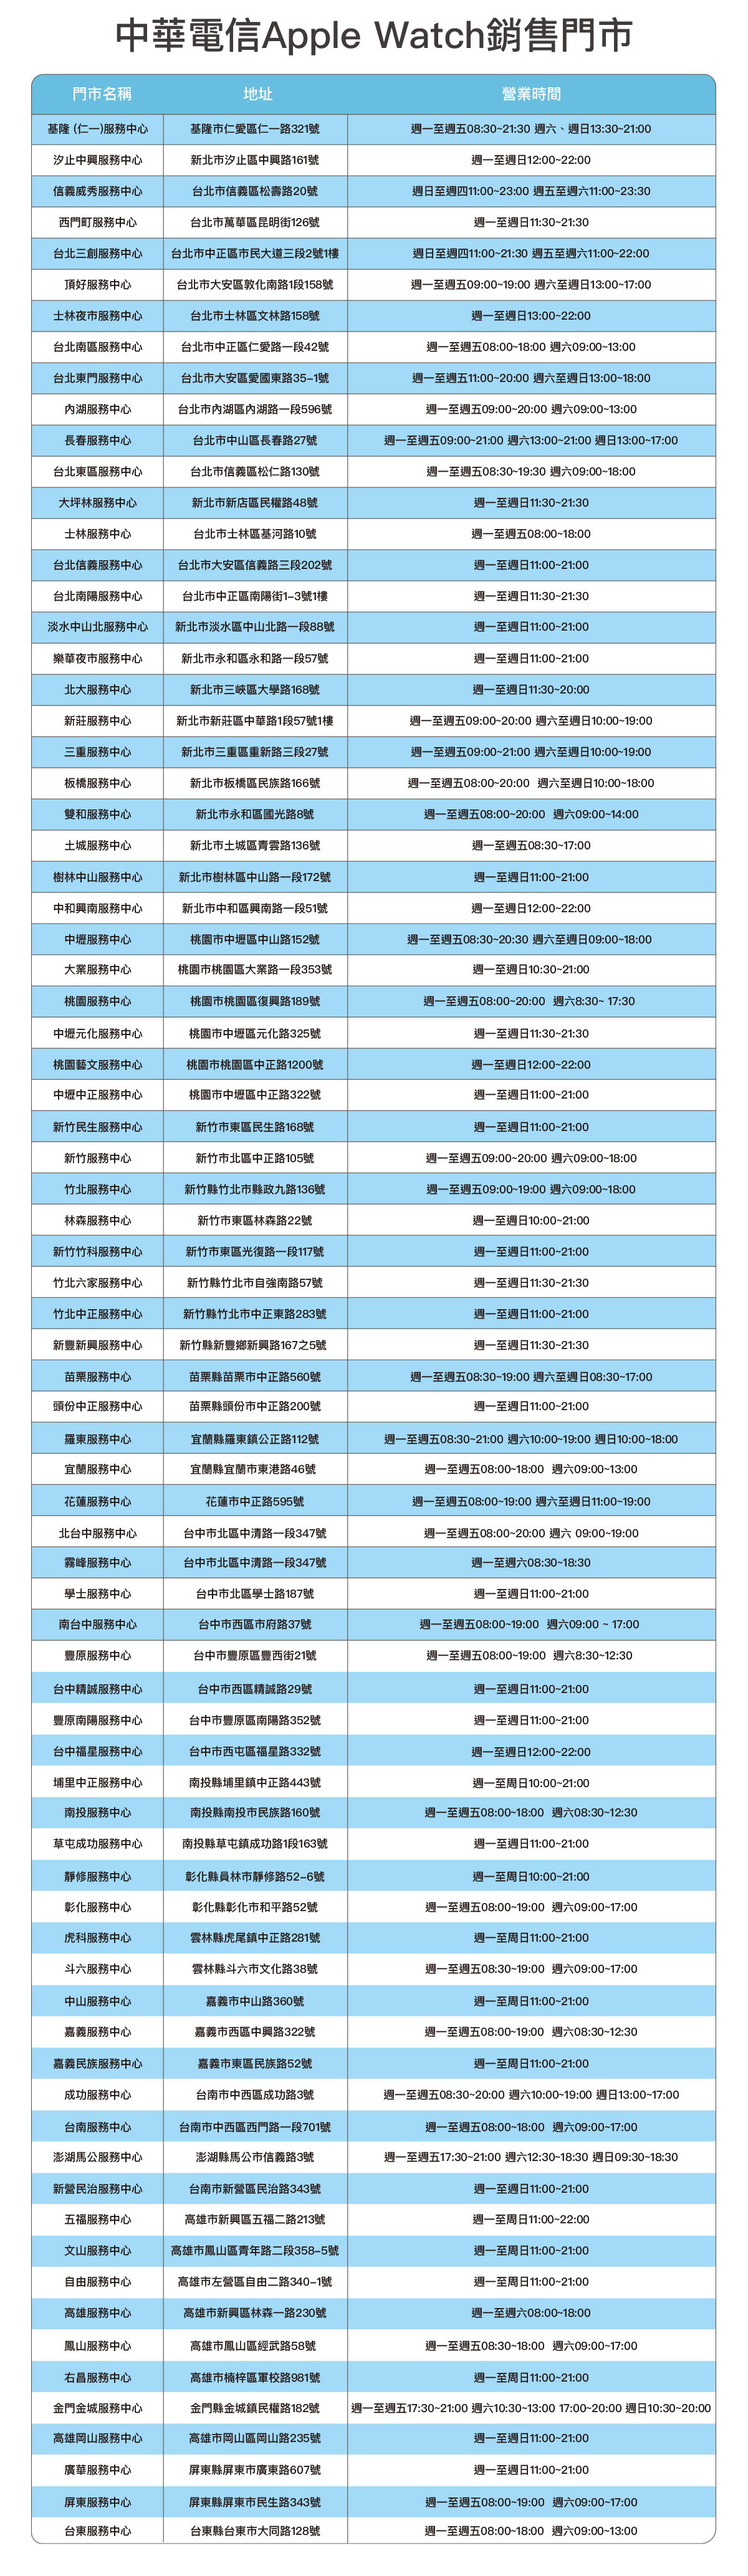 中華電信Apple Watch銷售門市
門市名稱 地址 營業時間
基隆 (仁一)服務中心 基隆市仁愛區仁一路321號 週一至週五08:30~21:30 週六、週日13:30~21:00
汐止中興服務中心 新北市汐止區中興路161號 週一至週日12:00~22:00
信義威秀服務中心 台北市信義區松壽路20號 週日至週四11:00~23:00 週五至週六11:00~23:30
西門町服務中心 台北市萬華區昆明街126號 週一至週日11:30~21:30
台北三創服務中心 台北市中正區市民大道三段2號1樓 週日至週四11:00~21:30 週五至週六11:00~22:00
頂好服務中心 台北市大安區敦化南路1段158號 週一至週五09:00~19:00 週六至週日13:00~17:00
士林夜市服務中心 台北市士林區文林路158號 週一至週日13:00~22:00
台北南區服務中心 台北市中正區仁愛路一段42號 週一至週五08:00~18:00 週六09:00~13:00
台北東門服務中心 台北市大安區愛國東路35-1號 週一至週五11:00~20:00 週六至週日13:00~18:00
內湖服務中心 台北市內湖區內湖路一段596號 週一至週五09:00~20:00 週六09:00~13:00
長春服務中心 台北市中山區長春路27號 週一至週五09:00~21:00 週六13:00~21:00 週日13:00~17:00
台北東區服務中心 台北市信義區松仁路130號 週一至週五08:30~19:30 週六09:00~18:00
大坪林服務中心 新北市新店區民權路48號 週一至週日11:30~21:30
士林服務中心 台北市士林區基河路10號 週一至週五08:00~18:00
台北信義服務中心 台北市大安區信義路三段202號 週一至週日11:00~21:00
台北南陽服務中心 台北市中正區南陽街1-3號1樓 週一至週日11:30~21:30
淡水中山北服務中心 新北市淡水區中山北路一段88號 週一至週日11:00~21:00
樂華夜市服務中心 新北市永和區永和路一段57號 週一至週日11:00~21:00
北大服務中心 新北市三峽區大學路168號 週一至週日11:30~20:00
新莊服務中心 新北市新莊區中華路1段57號1樓 週一至週五09:00~20:00 週六至週日10:00~19:00
三重服務中心 新北市三重區重新路三段27號 週一至週五09:00~21:00 週六至週日10:00~19:00
板橋服務中心 新北市板橋區民族路166號 週一至週五08:00~20:00 週六至週日10:00~18:00
雙和服務中心 新北市永和區國光路8號 週一至週五08:00~20:00 週六09:00~14:00
土城服務中心 新北市土城區青雲路136號 週一至週五08:30~17:00
樹林中山服務中心 新北市樹林區中山路一段172號 週一至週日11:00~21:00
中和興南服務中心 新北市中和區興南路一段51號 週一至週日12:00~22:00
中壢服務中心 桃園市中壢區中山路152號 週一至週五08:30~20:30 週六至週日09:00~18:00
大業服務中心 桃園市桃園區大業路一段353號 週一至週日10:30~21:00
桃園服務中心 桃園市桃園區復興路189號 週一至週五08:00~20:00 週六8:30~ 17:30
中壢元化服務中心 桃園市中壢區元化路325號 週一至週日11:30~21:30
桃園藝文服務中心 桃園市桃園區中正路1200號 週一至週日12:00~22:00
中壢中正服務中心 桃園市中壢區中正路322號 週一至週日11:00~21:00
新竹民生服務中心 新竹市東區民生路168號 週一至週日11:00~21:00
新竹服務中心 新竹市北區中正路105號 週一至週五09:00~20:00 週六09:00~18:00
竹北服務中心 新竹縣竹北市縣政九路136號 週一至週五09:00~19:00 週六09:00~18:00
林森服務中心 新竹市東區林森路22號 週一至週日10:00~21:00
新竹竹科服務中心 新竹市東區光復路一段117號 週一至週日11:00~21:00
竹北六家服務中心 新竹縣竹北市自強南路57號 週一至週日11:30~21:30
竹北中正服務中心 新竹縣竹北市中正東路283號 週一至週日11:00~21:00
新豐新興服務中心 新竹縣新豐鄉新興路167之5號 週一至週日11:30~21:30
苗栗服務中心 苗栗縣苗栗市中正路560號 週一至週五08:30~19:00 週六至週日08:30~17:00
頭份中正服務中心 苗栗縣頭份市中正路200號 週一至週日11:00~21:00
羅東服務中心 宜蘭縣羅東鎮公正路112號 週一至週五08:30~21:00 週六10:00~19:00 週日10:00~18:00
宜蘭服務中心 宜蘭縣宜蘭市東港路46號 週一至週五08:00~18:00 週六09:00~13:00
花蓮服務中心 花蓮市中正路595號 週一至週五08:00~19:00 週六至週日11:00~19:00
北台中服務中心 台中市北區中清路一段347號 週一至週五08:00~20:00 週六 09:00~19:00
霧峰服務中心 台中市北區中清路一段347號 週一至週六08:30~18:30
學士服務中心 台中市北區學士路187號 週一至週日11:00~21:00
南台中服務中心 台中市西區市府路37號 週一至週五08:00~19:00 週六09:00 ~ 17:00
豐原服務中心 台中市豐原區豐西街21號 週一至週五08:00~19:00 週六8:30~12:30
台中精誠服務中心 台中市西區精誠路29號 週一至週日11:00~21:00
豐原南陽服務中心 台中市豐原區南陽路352號 週一至週日11:00~21:00
台中福星服務中心 台中市西屯區福星路332號 週一至週日12:00~22:00
埔里中正服務中心 南投縣埔里鎮中正路443號 週一至周日10:00~21:00
南投服務中心 南投縣南投市民族路160號 週一至週五08:00~18:00 週六08:30~12:30
草屯成功服務中心 南投縣草屯鎮成功路1段163號 週一至週日11:00~21:00
靜修服務中心 彰化縣員林市靜修路52-6號 週一至周日10:00~21:00
彰化服務中心 彰化縣彰化市和平路52號 週一至週五08:00~19:00 週六09:00~17:00
虎科服務中心 雲林縣虎尾鎮中正路281號 週一至周日11:00~21:00
斗六服務中心 雲林縣斗六市文化路38號 週一至週五08:30~19:00 週六09:00~17:00
中山服務中心 嘉義市中山路360號 週一至周日11:00~21:00
嘉義服務中心 嘉義市西區中興路322號 週一至週五08:00~19:00 週六08:30~12:30
嘉義民族服務中心 嘉義市東區民族路52號 週一至周日11:00~21:00
成功服務中心 台南市中西區成功路3號 週一至週五08:30~20:00 週六10:00~19:00 週日13:00~17:00
台南服務中心 台南市中西區西門路一段701號 週一至週五08:00~18:00 週六09:00~17:00
澎湖馬公服務中心 澎湖縣馬公市信義路3號 週一至週五17:30~21:00 週六12:30~18:30 週日09:30~18:30
新營民治服務中心 台南市新營區民治路343號 週一至週日11:00~21:00
五福服務中心 高雄市新興區五福二路213號 週一至周日11:00~22:00
文山服務中心 高雄市鳳山區青年路二段358-5號 週一至周日11:00~21:00
自由服務中心 高雄市左營區自由二路340-1號 週一至周日11:00~21:00
高雄服務中心 高雄市新興區林森一路230號 週一至週六08:00~18:00
鳳山服務中心 高雄市鳳山區經武路58號 週一至週五08:30~18:00 週六09:00~17:00
右昌服務中心 高雄市楠梓區軍校路981號 週一至周日11:00~21:00
金門金城服務中心 金門縣金城鎮民權路182號 週一至週五17:30~21:00 週六10:30~13:00 17:00~20:00 週日10:30~20:00
高雄岡山服務中心 高雄市岡山區岡山路235號 週一至週日11:00~21:00
廣華服務中心 屏東縣屏東市廣東路607號 週一至週日11:00~21:00
屏東服務中心 屏東縣屏東市民生路343號 週一至週五08:00~19:00 週六09:00~17:00
台東服務中心 台東縣台東市大同路128號 週一至週五08:00~18:00 週六09:00~13:00